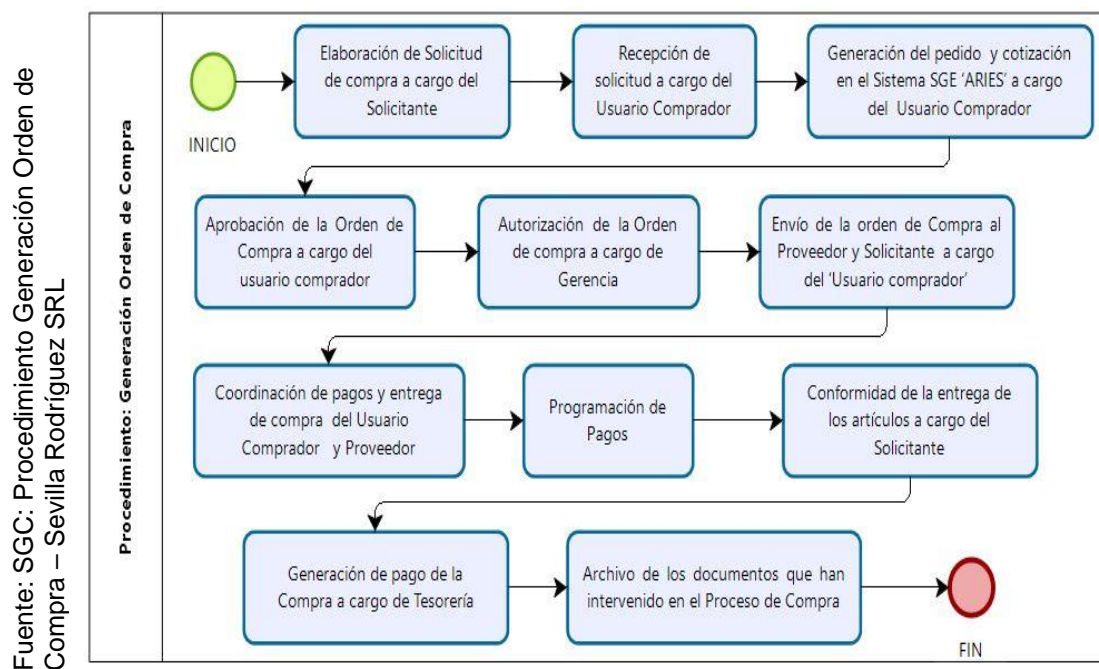 Fuente: SGC: Procedimiento Generación Orden de
Compra – Sevilla Rodríguez SRL
Procedimiento: Generación Orden de Compra
INICIO
Elaboración de Solicitud
de compra a cargo del
Solicitante
Recepción de
solicitud a cargo del
Usuario Comprador
Generación del pedido y cotización
en el Sistema SGE ‘ARIES’ a cargo
del Usuario Comprador
Aprobación de la Orden de
Compra a cargo del
usuario comprador
Autorización de la Orden
de compra a cargo de
Gerencia
Envío de la orden de Compra al
Proveedor y Solicitante a cargo
del ‘Usuario comprador’
Coordinación de pagos y entrega
de compra del Usuario
Comprador y Proveedor
Programación de
Pagos
Conformidad de la entrega de
los artículos a cargo del
Solicitante
Generación de pago de la
Compra a cargo de Tesorería
Archivo de los documentos que han
intervenido en el Proceso de Compra
FIN